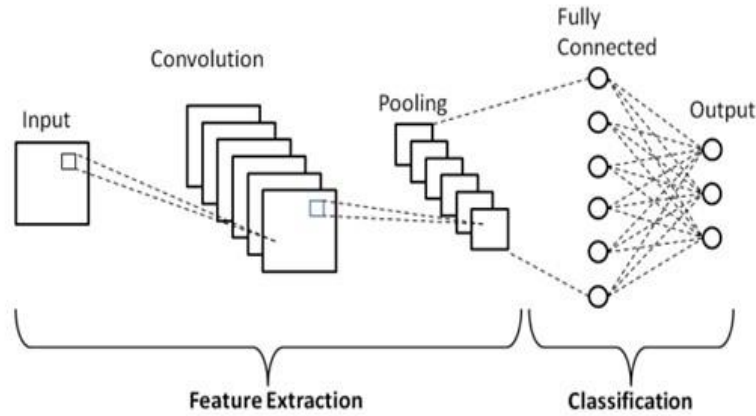 Fully
Connected
Convolution
Pooling
Input
Output
Feature Extraction
Classification